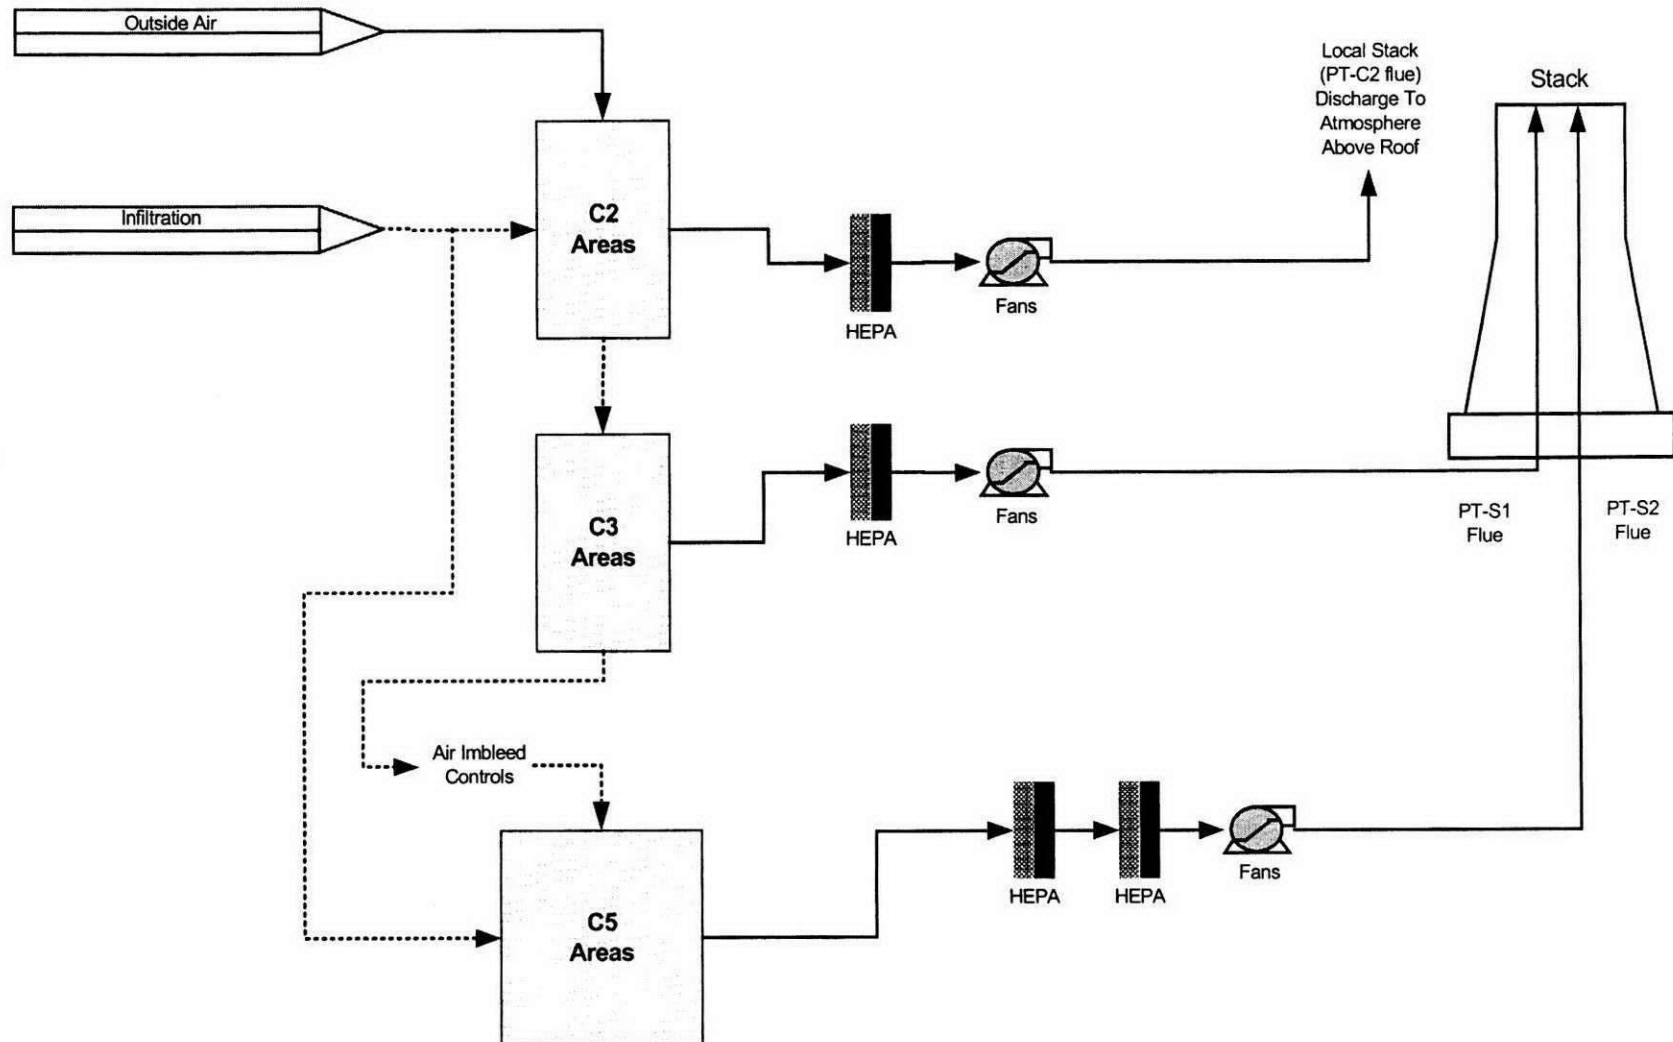 Outside Air
Local Stack
(PT-C2 flue)
Discharge To
Atmosphere
Above Roof
Stack
Infiltration
C2
Areas
HEPA
Fans
C3
Areas
HEPA
Fans
PT-S1
Flue
PT-S2
Flue
Air Imbleed
Controls
C5
Areas
HEPA
HEPA
Fans